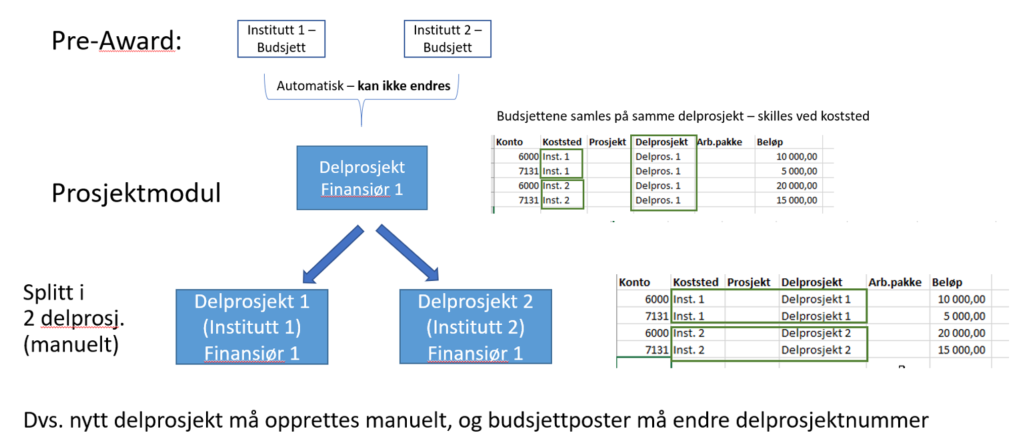 Pre-Award:
Institutt 1 –
Budsjett
Institutt 2 –
Budsjett
Automatisk – kan ikke endres
Budsjettene samles på samme delprosjekt – skilles ved koststed
Konto Koststed Prosjekt Delprosjekt Arb.pakke Beløp
6000 Inst. 1 Delpros. 1 10 000,00
7131 Inst. 1 Delpros. 1 5 000,00
6000 Inst. 2 Delpros. 1 20 000,00
7131 Inst. 2 Delpros. 1 15 000,00
Prosjektmodul
Delprosjekt
Finansiør 1
Splitt i
2 delprosj.
(manuelt)
Delprosjekt 1
(Institutt 1)
Finansiør 1
Delprosjekt 2
(Institutt 2)
Finansiør 1
Konto Koststed Prosjekt Delprosjekt Arb.pakke Beløp
6000 Inst. 1 Delprosjekt 1 10 000,00
7131 Inst. 1 Delprosjekt 1 5 000,00
6000 Inst. 2 Delprosjekt 2 20 000,00
7131 Inst. 2 Delprosjekt 2 15 000,00
Dvs. nytt delprosjekt må opprettes manuelt, og budsjettposter må endre delprosjektnummer